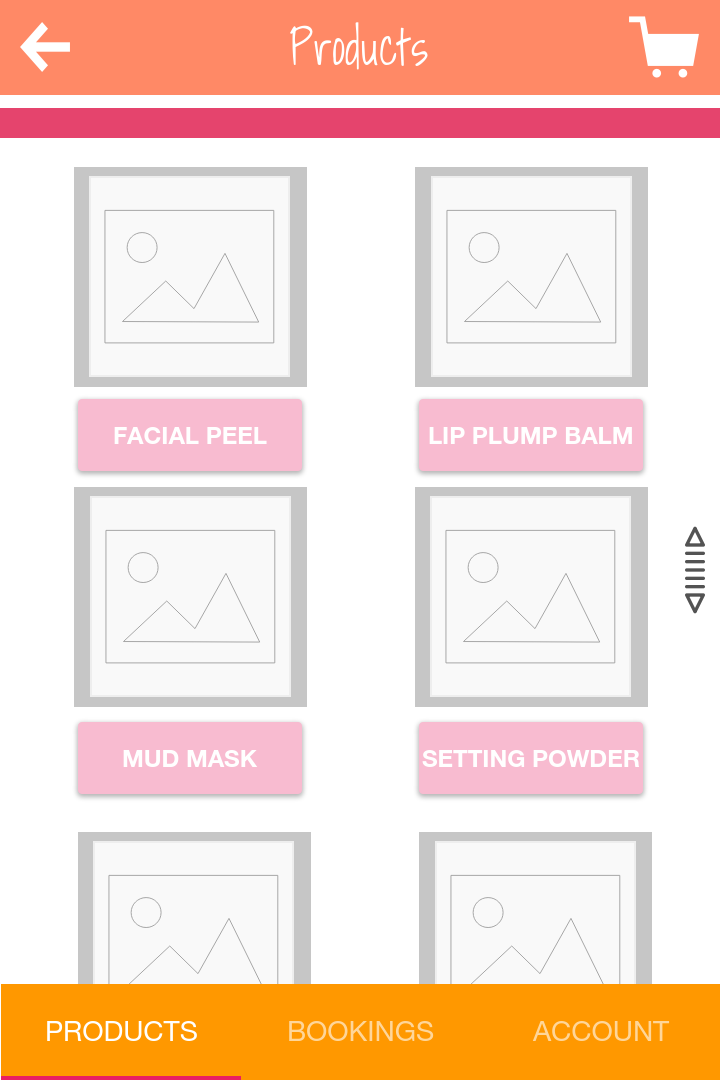 Products
FACIAL PEEL
LIP PLUMP BALM
MUD MASK
SETTING POWDER
PRODUCTS
BOOKINGS
ACCOUNT